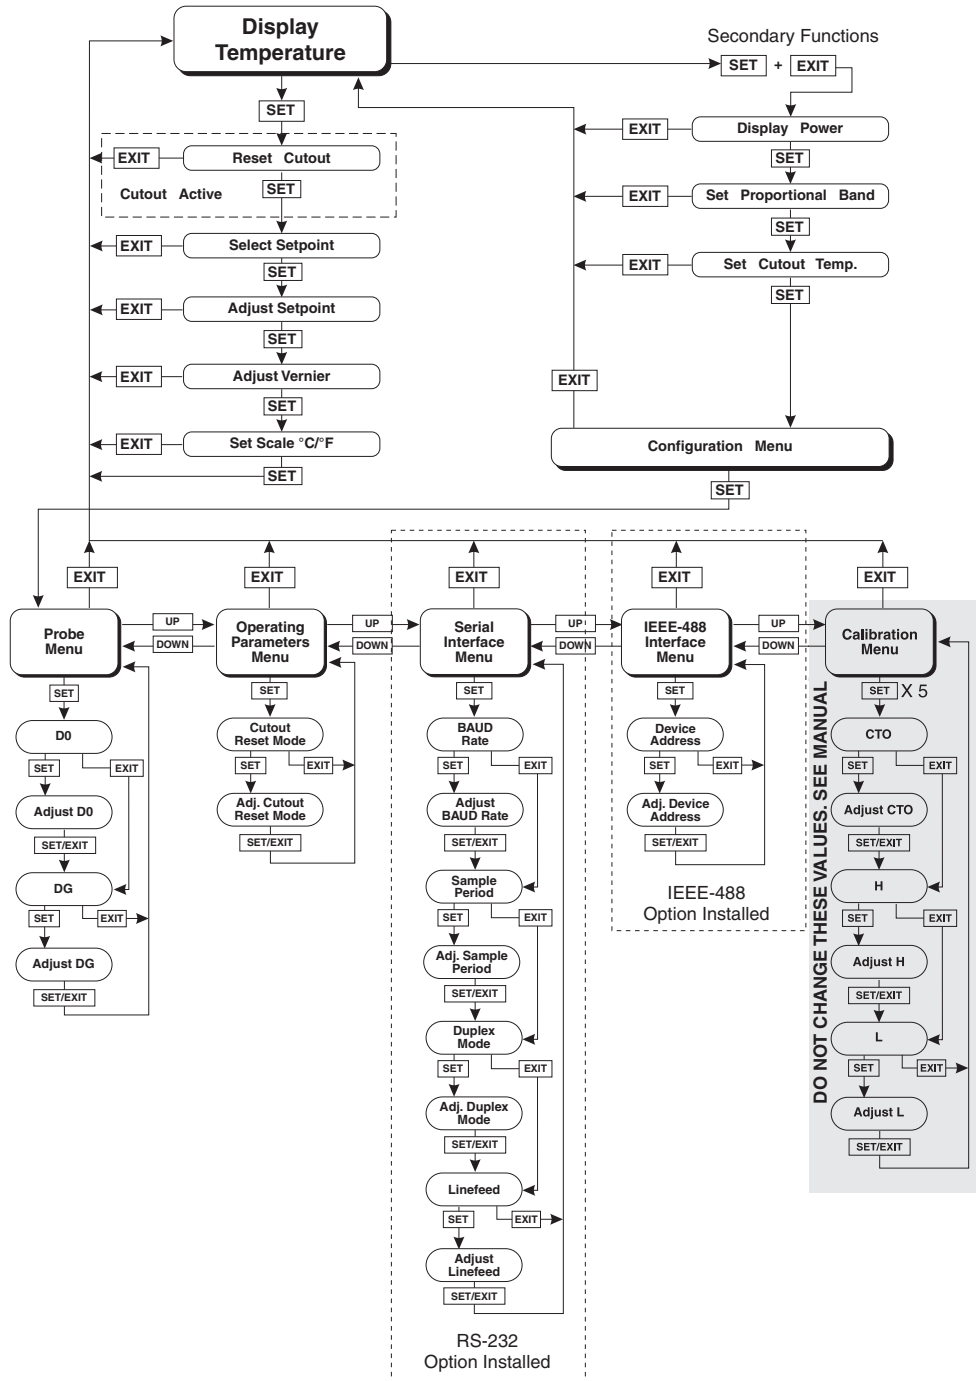 Display
Temperature
Secondary Functions
SET + EXIT
SET
EXIT Reset Cutout
Cutout Active
SET
EXIT Select Setpoint
SET
EXIT Adjust Setpoint
SET
EXIT Adjust Vernier
SET
EXIT Set Scale °C/°F
SET
EXIT Display Power
SET
EXIT Set Proportional Band
SET
EXIT Set Cutout Temp.
SET
EXIT
Configuration Menu
SET
EXIT
Probe
Menu
UP
DOWN
SET
D0
SET EXIT
Adjust D0
SET/EXIT
DG
SET EXIT
Adjust DG
SET/EXIT
EXIT
Operating
Parameters
Menu
UP
DOWN
SET
Cutout
Reset Mode
SET EXIT
Adj. Cutout
Reset Mode
SET/EXIT
EXIT
Serial
Interface
Menu
UP
DOWN
SET
BAUD
Rate
SET EXIT
Adjust
BAUD Rate
SET/EXIT
Sample
Period
SET EXIT
Adj. Sample
Period
SET/EXIT
Duplex
Mode
SET EXIT
Adj. Duplex
Mode
SET/EXIT
Linefeed
SET EXIT
Adjust
Linefeed
SET/EXIT
RS-232
Option Installed
EXIT
IEEE-488
Interface
Menu
UP
DOWN
SET
Device
Address
SET EXIT
Adj. Device
Address
SET/EXIT
IEEE-488
Option Installed
EXIT
Calibration
Menu
SET X 5
CTO
SET EXIT
Adjust CTO
SET/EXIT
H
SET EXIT
Adjust H
SET/EXIT
L
SET EXIT
Adjust L
SET/EXIT
DO NOT CHANGE THESE VALUES. SEE MANUAL